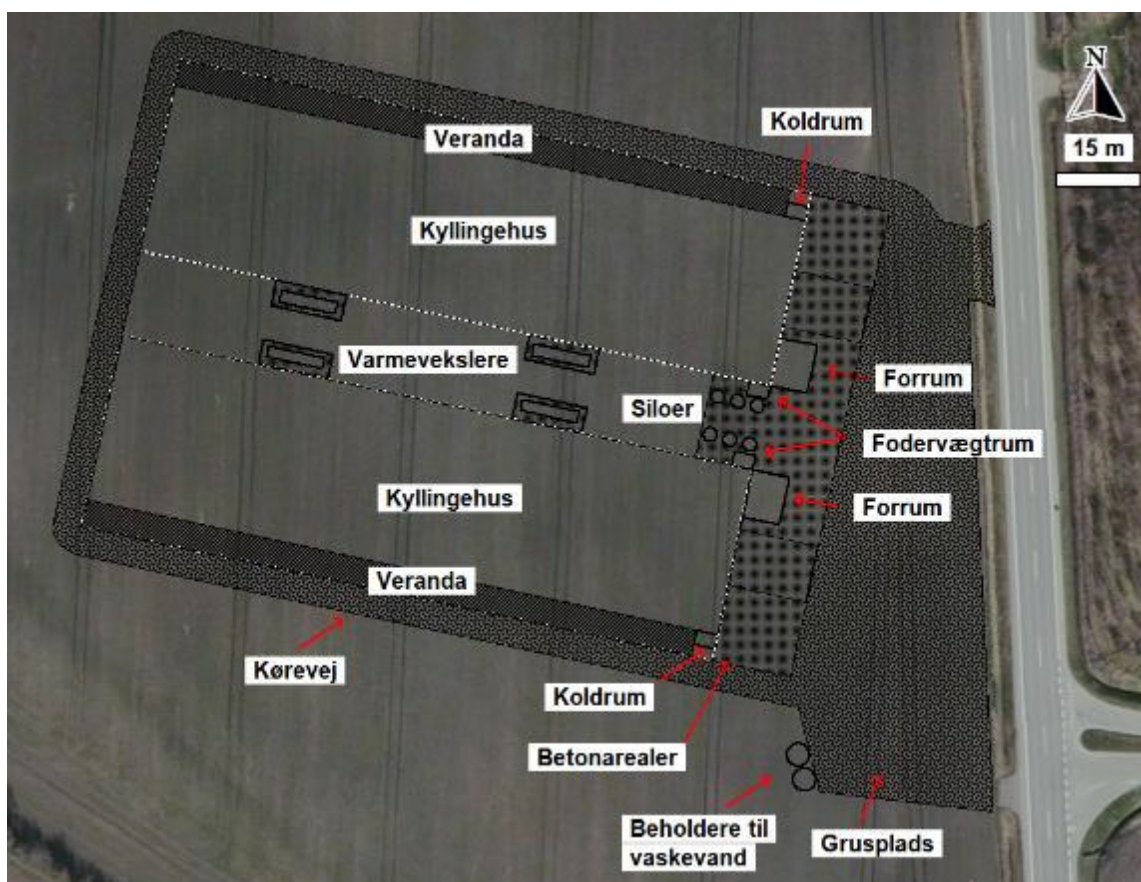 N
15 m
Koldrum
Veranda
Kyllingehus
Varmevekslere
Forrum
Siloer
Fodervægtrum
Kyllingehus
Forrum
Veranda
Kørevej
Koldrum
Betonarealer
Beholdere til
vaskevand
Grusplads